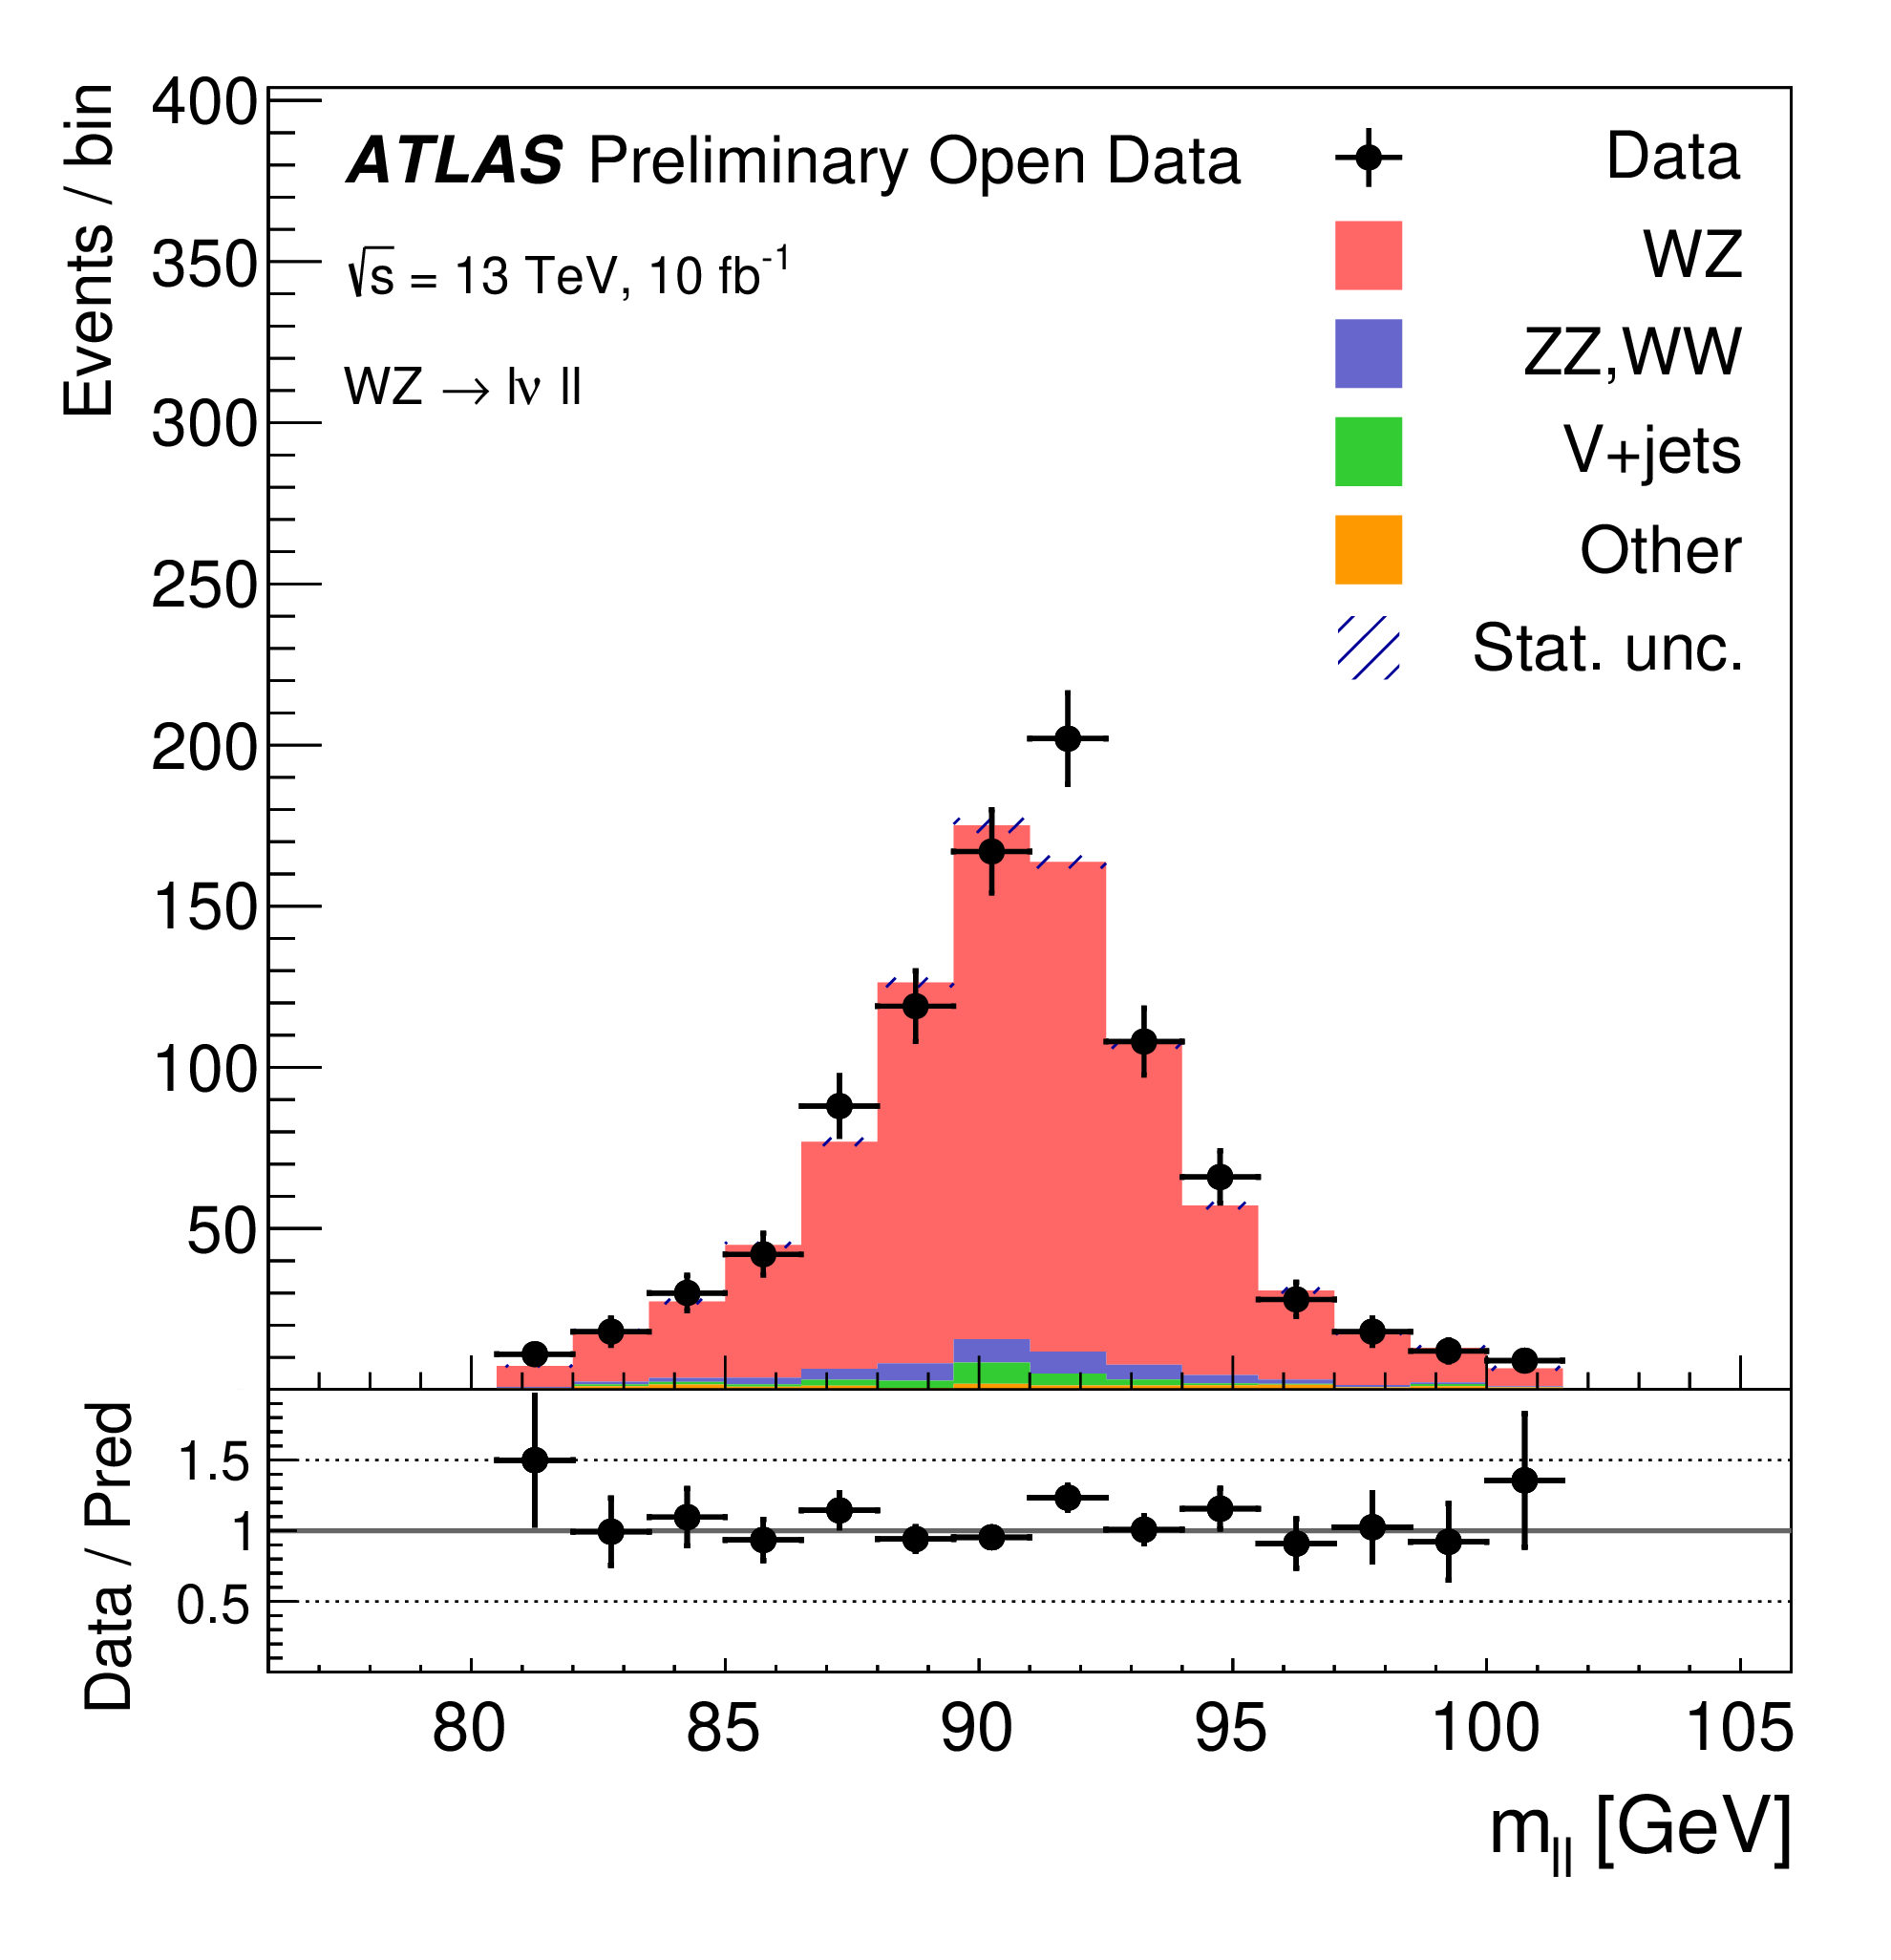 Events / bin
400
350
300
250
200
150
100
50
ATLAS Preliminary Open Data
√s = 13 TeV, 10 fb⁻¹
WZ → lν ll
Data
WZ
ZZ,WW
V+jets
Other
Stat. unc.
Data / Pred
1.5
1
0.5
80 85 90 95 100 105
m_ll [GeV]